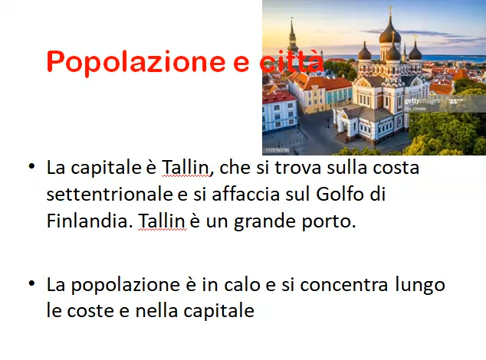 Popolazione e città
gettyimages
• La capitale è Tallin, che si trova sulla costa
settentrionale e si affaccia sul Golfo di
Finlandia. Tallin è un grande porto.
• La popolazione è in calo e si concentra lungo
le coste e nella capitale